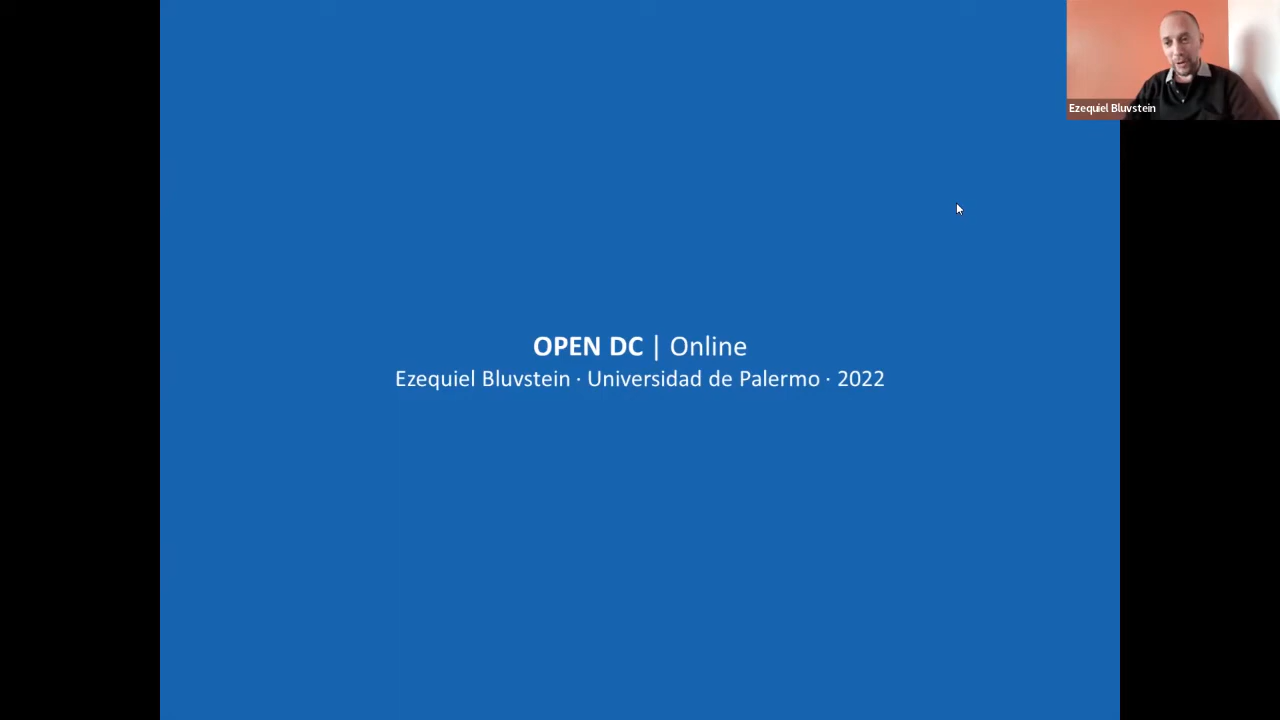 Ezequiel Bluvstein
OPEN DC | Online
Ezequiel Bluvstein · Universidad de Palermo · 2022